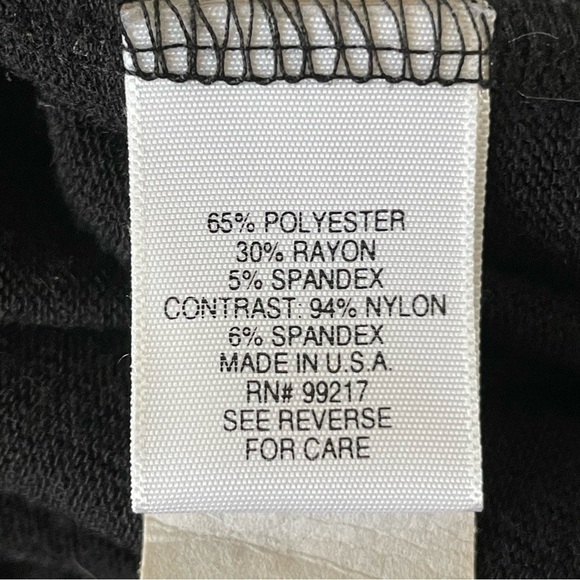 65% POLYESTER
30% RAYON
5% SPANDEX
CONTRAST: 94% NYLON
6% SPANDEX
MADE IN U.S.A.
RN# 99217
SEE REVERSE
FOR CARE